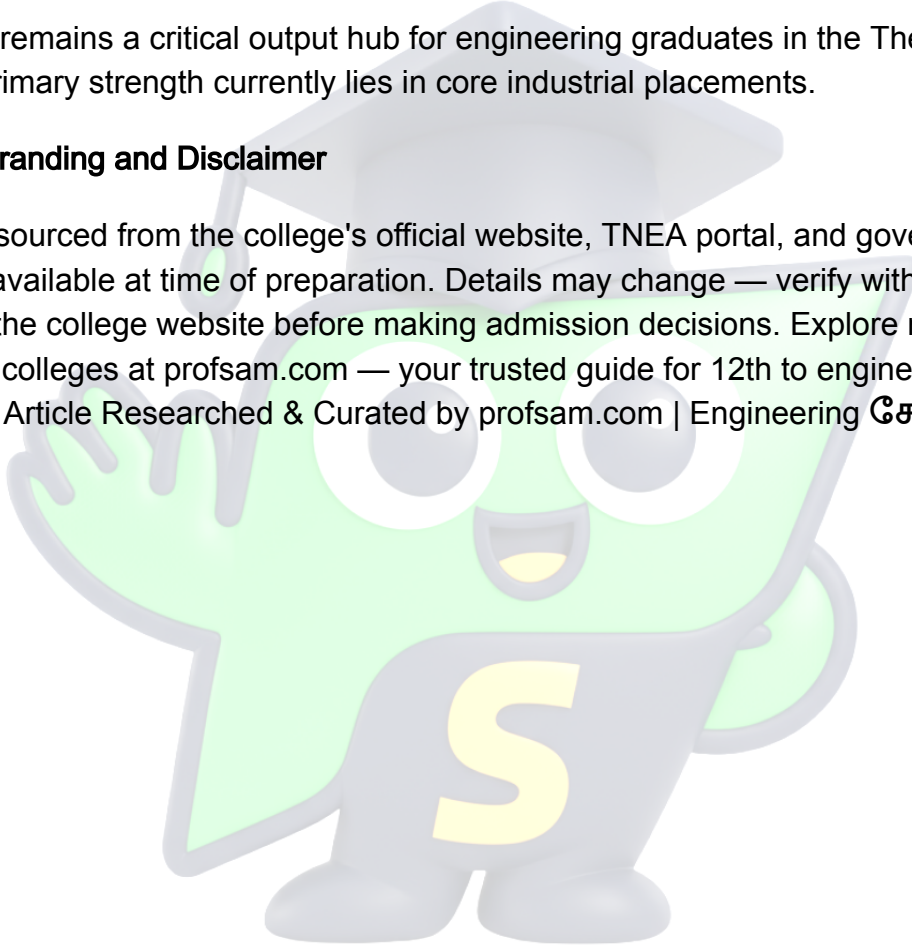 remains a critical output hub for engineering graduates in the The
rimary strength currently lies in core industrial placements.
randing and Disclaimer
sourced from the college's official website, TNEA portal, and gove
available at time of preparation. Details may change — verify with
the college website before making admission decisions. Explore
colleges at profsam.com — your trusted guide for 12th to engine
Article Researched & Curated by profsam.com | Engineering சே
S